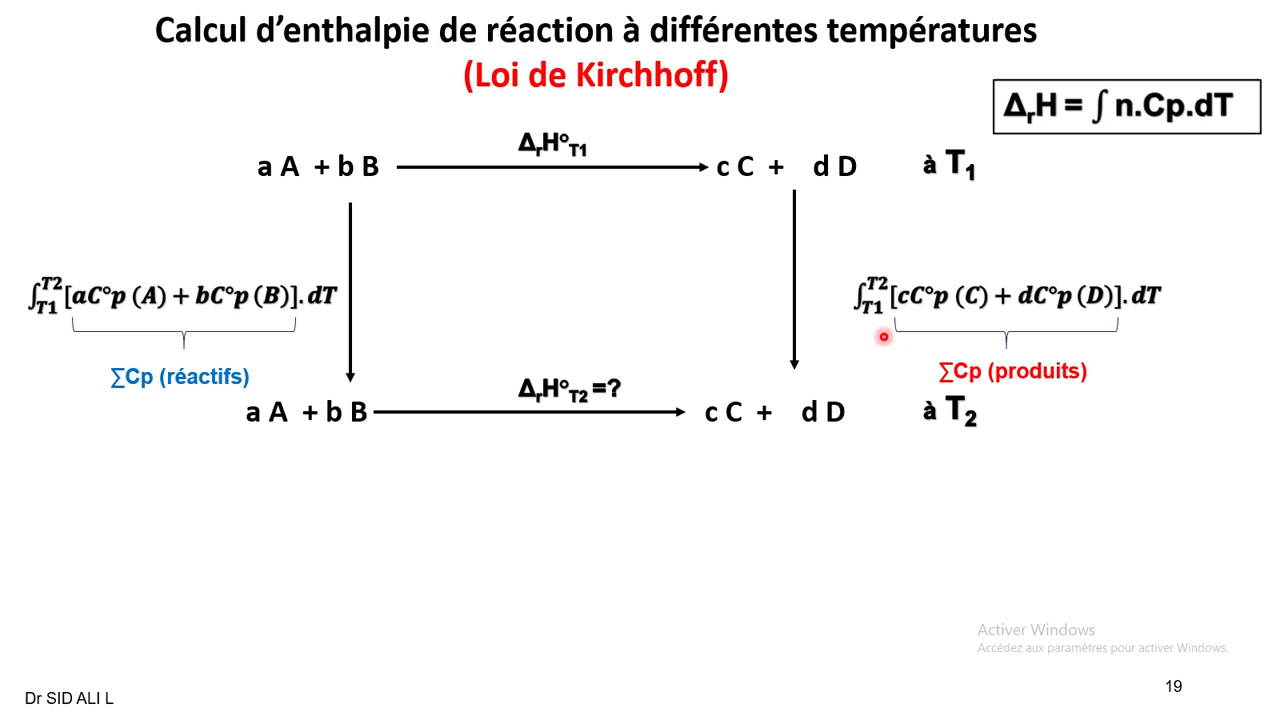 Calcul d’enthalpie de réaction à différentes températures
(Loi de Kirchhoff)
ΔrH = ∫ n.Cp.dT
ΔrH°T1
a A + b B c C + d D à T1
∫T1T2[aC°p (A) + bC°p (B)]. dT ∫T1T2[cC°p (C) + dC°p (D)]. dT
∑Cp (réactifs) ∑Cp (produits)
ΔrH°T2 =?
a A + b B c C + d D à T2
Activer Windows
Accédez aux paramètres pour activer Windows.
19
Dr SID ALI L